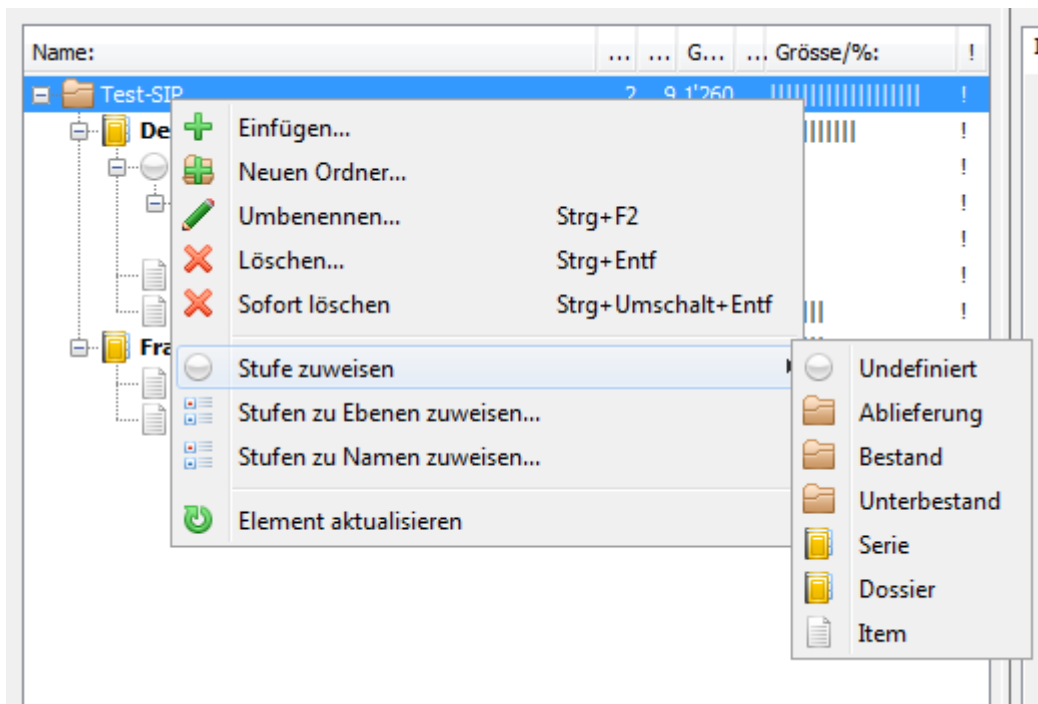 Name: ... ... G... ... Grösse/%: !
Test-SIP 2 9 1'260 !
De !
!
!
!
!
!
Fra
Einfügen...
Neuen Ordner...
Umbenennen... Strg+F2
Löschen... Strg+Entf
Sofort löschen Strg+Umschalt+Entf
Stufe zuweisen
Stufen zu Ebenen zuweisen...
Stufen zu Namen zuweisen...
Element aktualisieren
Undefiniert
Ablieferung
Bestand
Unterbestand
Serie
Dossier
Item